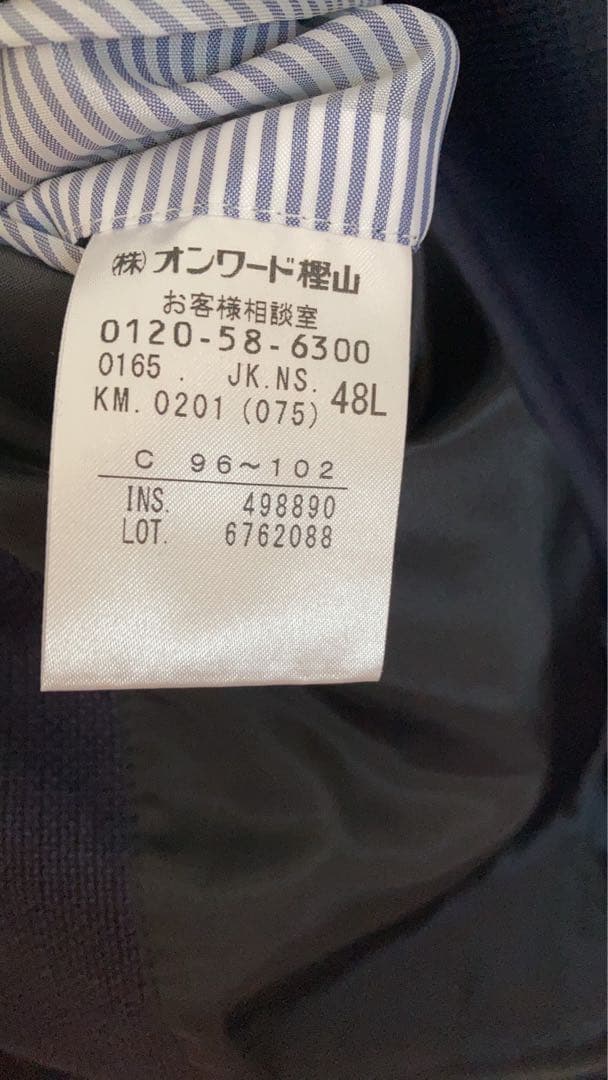 ㈱オンワード樫山
お客様相談室
0120-58-6300
0165 . JK.NS. 48L
KM. 0201 (075)
C 96〜102
INS. 498890
LOT. 6762088